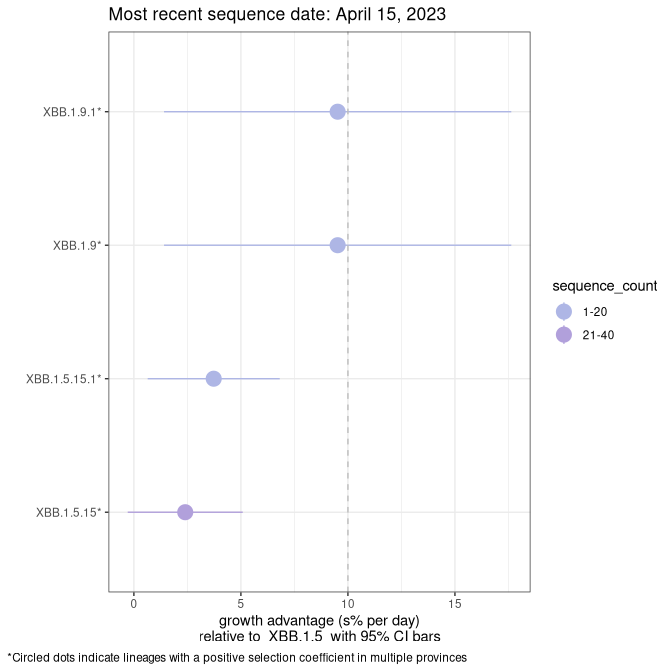 Most recent sequence date: April 15, 2023
XBB.1.9.1*
XBB.1.9*
XBB.1.5.15.1*
XBB.1.5.15*
sequence_count
1-20
21-40
0 5 10 15
growth advantage (s% per day)
relative to XBB.1.5 with 95% CI bars
*Circled dots indicate lineages with a positive selection coefficient in multiple provinces